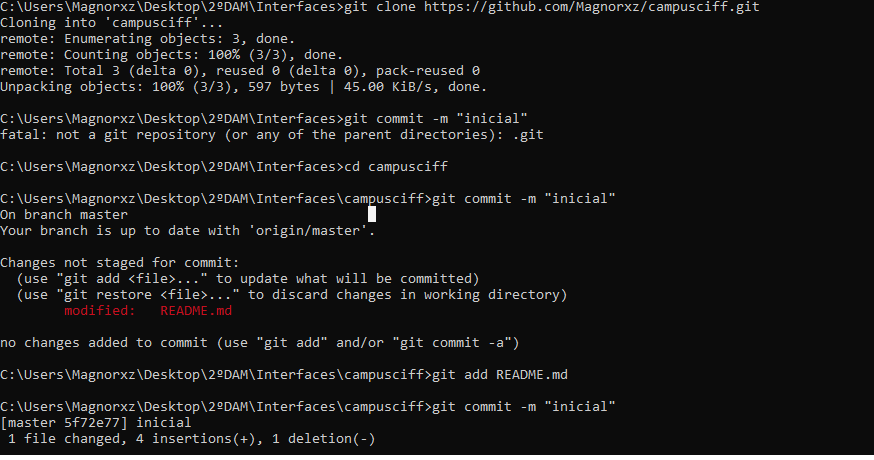 C:\Users\Magnorxz\Desktop\2ºDAM\Interfaces>git clone https://github.com/Magnorxz/campusciff.git
Cloning into 'campusciff'...
remote: Enumerating objects: 3, done.
remote: Counting objects: 100% (3/3), done.
remote: Total 3 (delta 0), reused 0 (delta 0), pack-reused 0
Unpacking objects: 100% (3/3), 597 bytes | 45.00 KiB/s, done.
C:\Users\Magnorxz\Desktop\2ºDAM\Interfaces>git commit -m "inicial"
fatal: not a git repository (or any of the parent directories): .git
C:\Users\Magnorxz\Desktop\2ºDAM\Interfaces>cd campusciff
C:\Users\Magnorxz\Desktop\2ºDAM\Interfaces\campusciff>git commit -m "inicial"
On branch master
Your branch is up to date with 'origin/master'.
Changes not staged for commit:
  (use "git add <file>..." to update what will be committed)
  (use "git restore <file>..." to discard changes in working directory)
        modified:   README.md
no changes added to commit (use "git add" and/or "git commit -a")
C:\Users\Magnorxz\Desktop\2ºDAM\Interfaces\campusciff>git add README.md
C:\Users\Magnorxz\Desktop\2ºDAM\Interfaces\campusciff>git commit -m "inicial"
[master 5f72e77] inicial
 1 file changed, 4 insertions(+), 1 deletion(-)